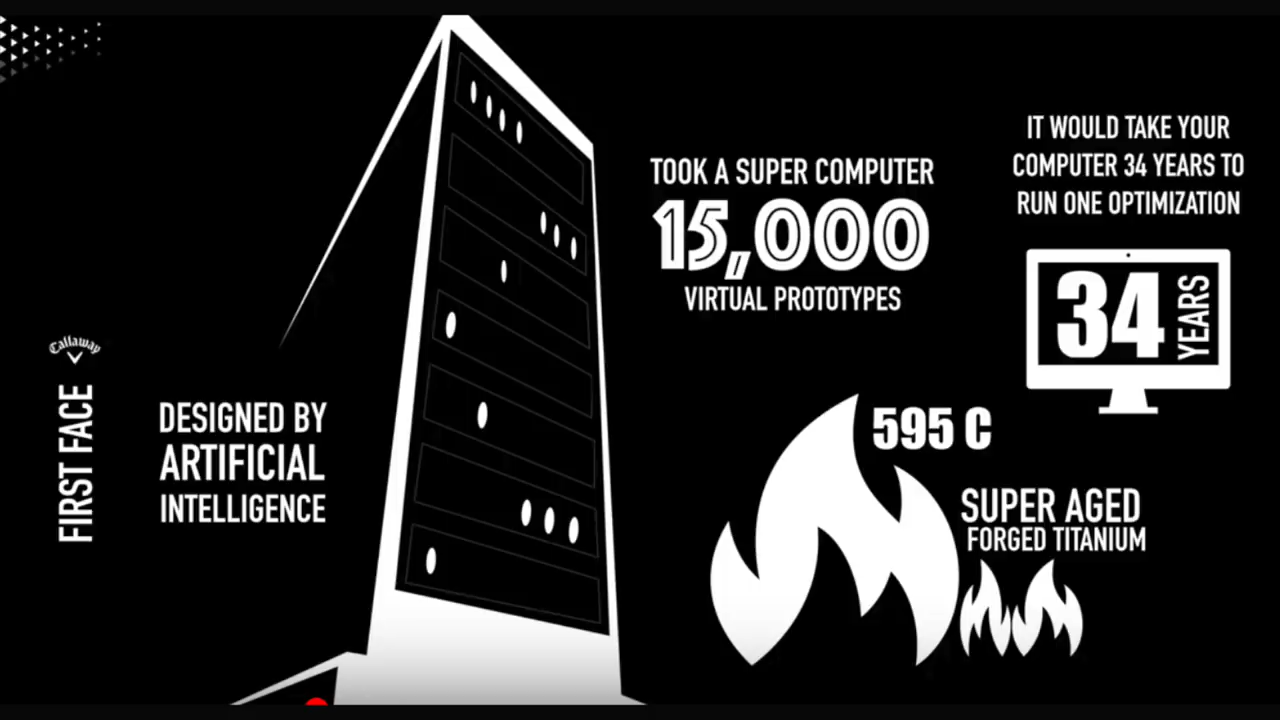 Callaway
FIRST FACE
DESIGNED BY
ARTIFICIAL
INTELLIGENCE
TOOK A SUPER COMPUTER
15,000
VIRTUAL PROTOTYPES
IT WOULD TAKE YOUR
COMPUTER 34 YEARS TO
RUN ONE OPTIMIZATION
34 YEARS
595 C
SUPER AGED
FORGED TITANIUM